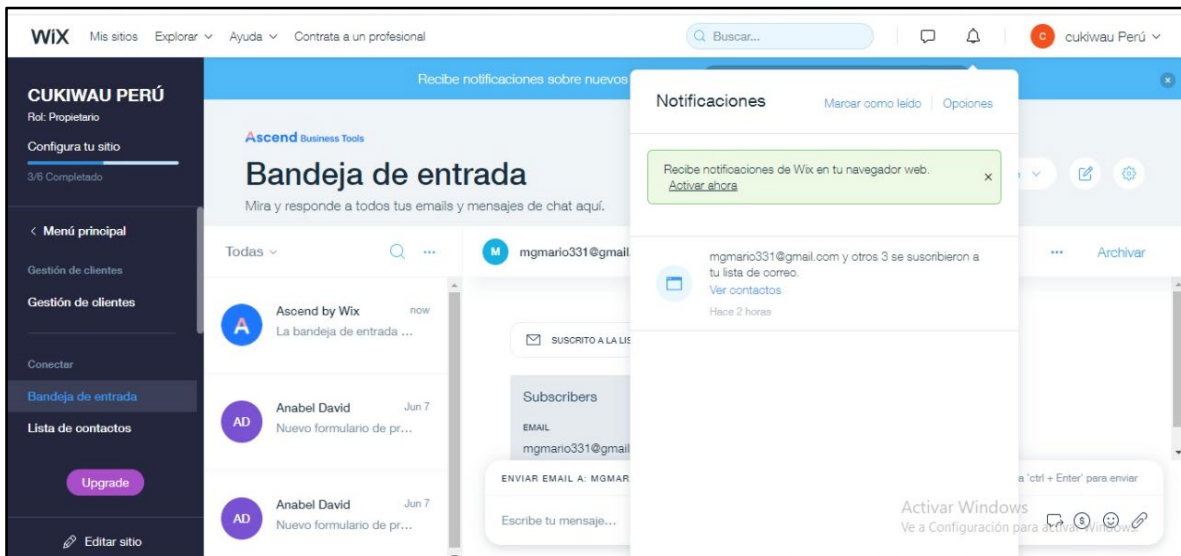 WiX Mis sitios Explorar Ayuda Contrata a un profesional Buscar... C cukiwau Perú
Recibe notificaciones sobre nuevos
CUKIWAU PERÚ
Rol: Propietario
Configura tu sitio
3/6 Completado
Menú principal
Gestión de clientes
Gestión de clientes
Conectar
Bandeja de entrada
Lista de contactos
Upgrade
Editar sitio
Ascend Business Tools
Bandeja de entrada
Mira y responde a todos tus emails y mensajes de chat aquí.
Todas ...
A Ascend by Wix now
La bandeja de entrada ...
AD Anabel David Jun 7
Nuevo formulario de pr...
AD Anabel David Jun 7
Nuevo formulario de pr...
M mgmario331@gmail. ... Archivar
SUSCRITO A LA LIS
Subscribers
EMAIL
mgmario331@gmail
ENVIAR EMAIL A: MGMAR a 'ctrl + Enter' para enviar
Escribe tu mensaje...
Notificaciones Marcar como leído Opciones
Recibe notificaciones de Wix en tu navegador web.
Activar ahora
mgmario331@gmail.com y otros 3 se suscribieron a
tu lista de correo.
Ver contactos
Hace 2 horas
Activar Windows
Ve a Configuración para activar Windows.